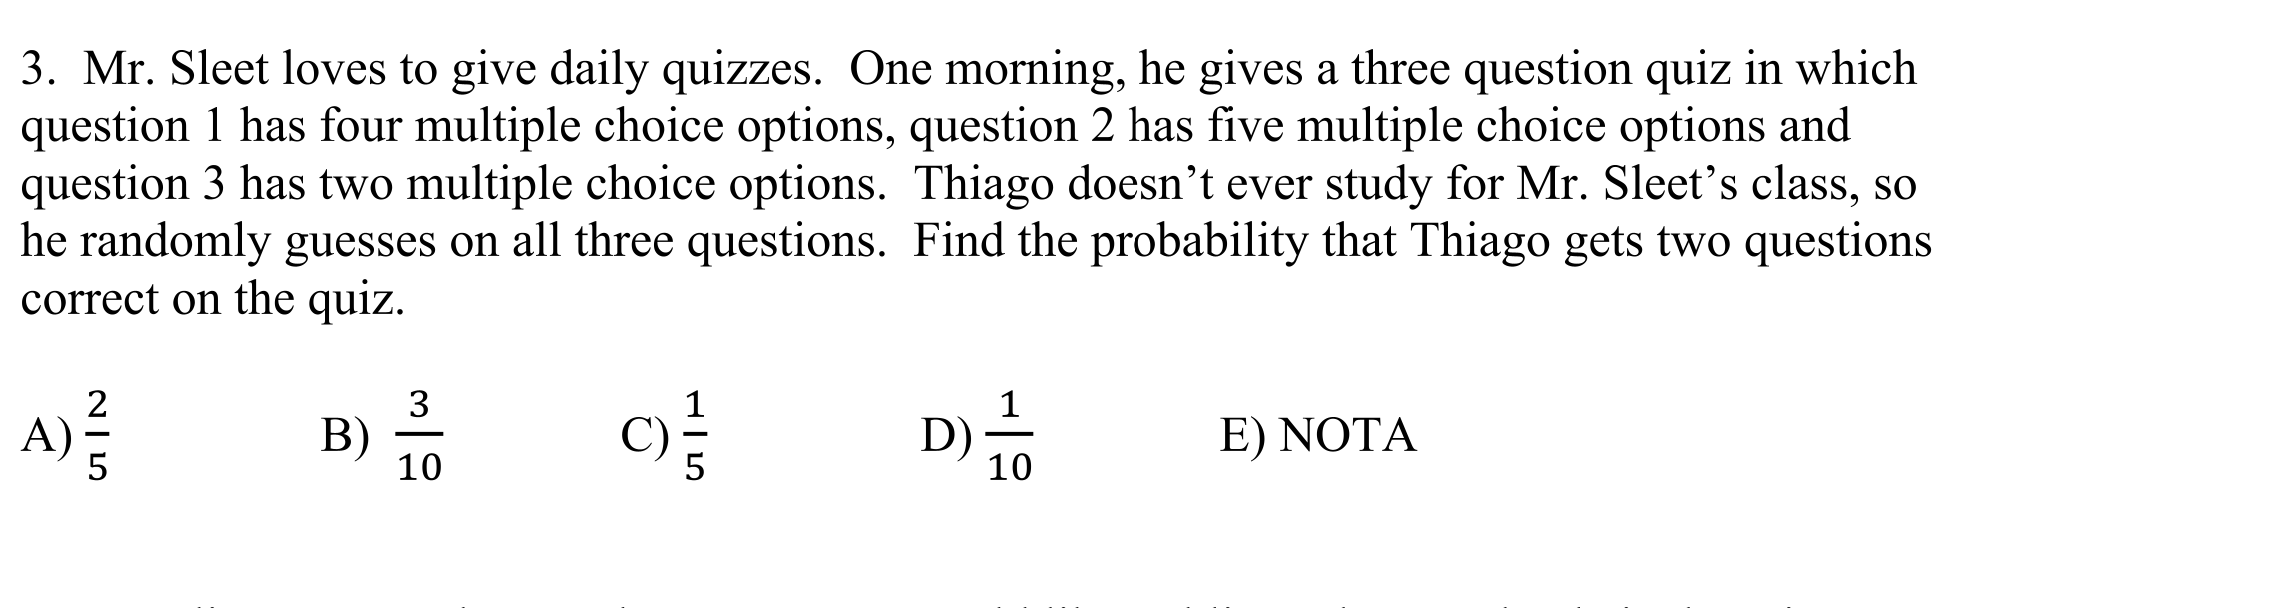 3.  Mr. Sleet loves to give daily quizzes.  One morning, he gives a three question quiz in which
question 1 has four multiple choice options, question 2 has five multiple choice options and
question 3 has two multiple choice options.  Thiago doesn’t ever study for Mr. Sleet’s class, so
he randomly guesses on all three questions.  Find the probability that Thiago gets two questions
correct on the quiz.
A) 2/5 B) 3/10 C) 1/5 D) 1/10 E) NOTA